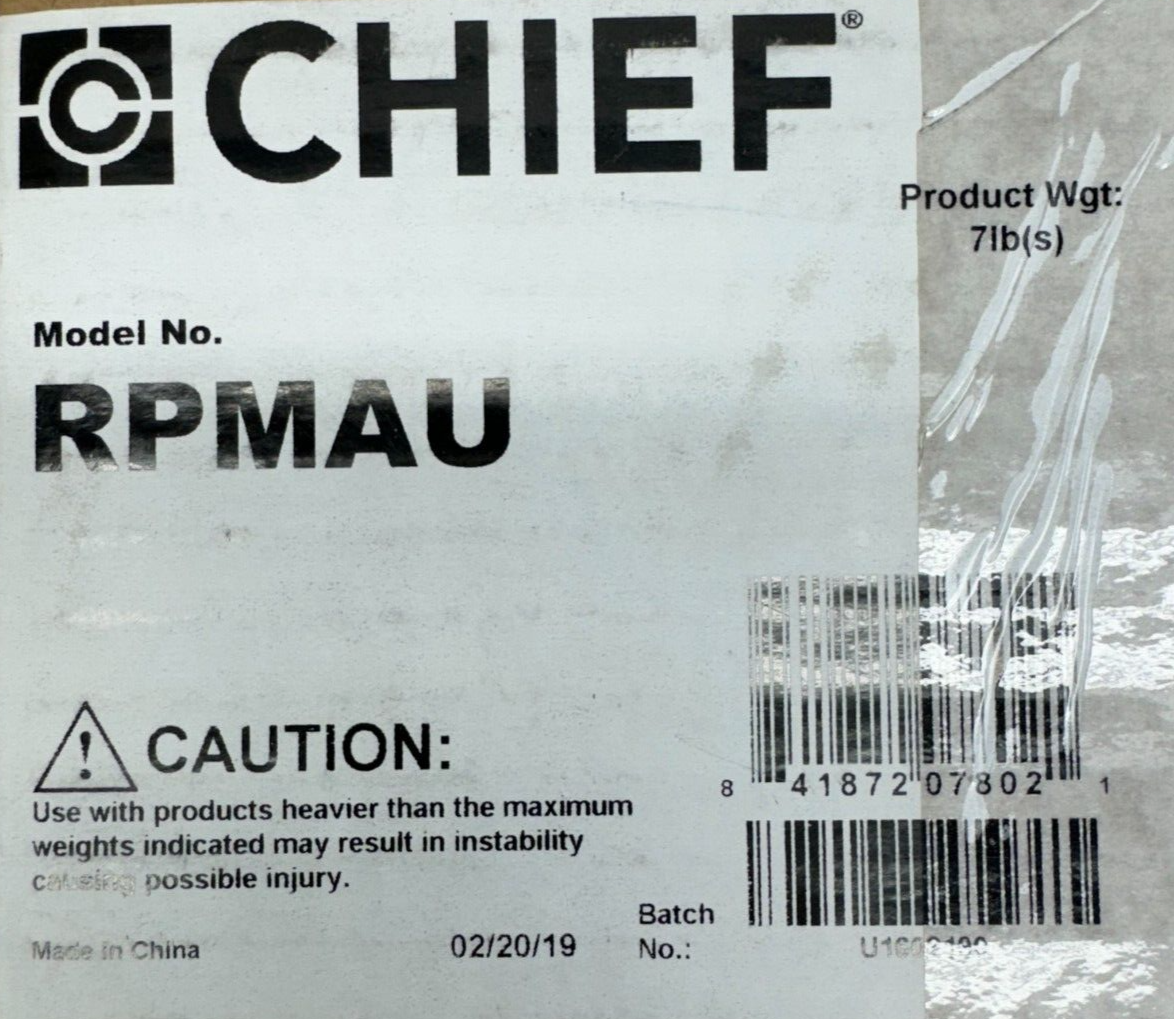 CHIEF®
Product Wgt:
7lb(s)
Model No.
RPMAU
CAUTION:
Use with products heavier than the maximum
weights indicated may result in instability
causing possible injury.
8 41872 07802 1
Made in China
02/20/19
Batch
No.: